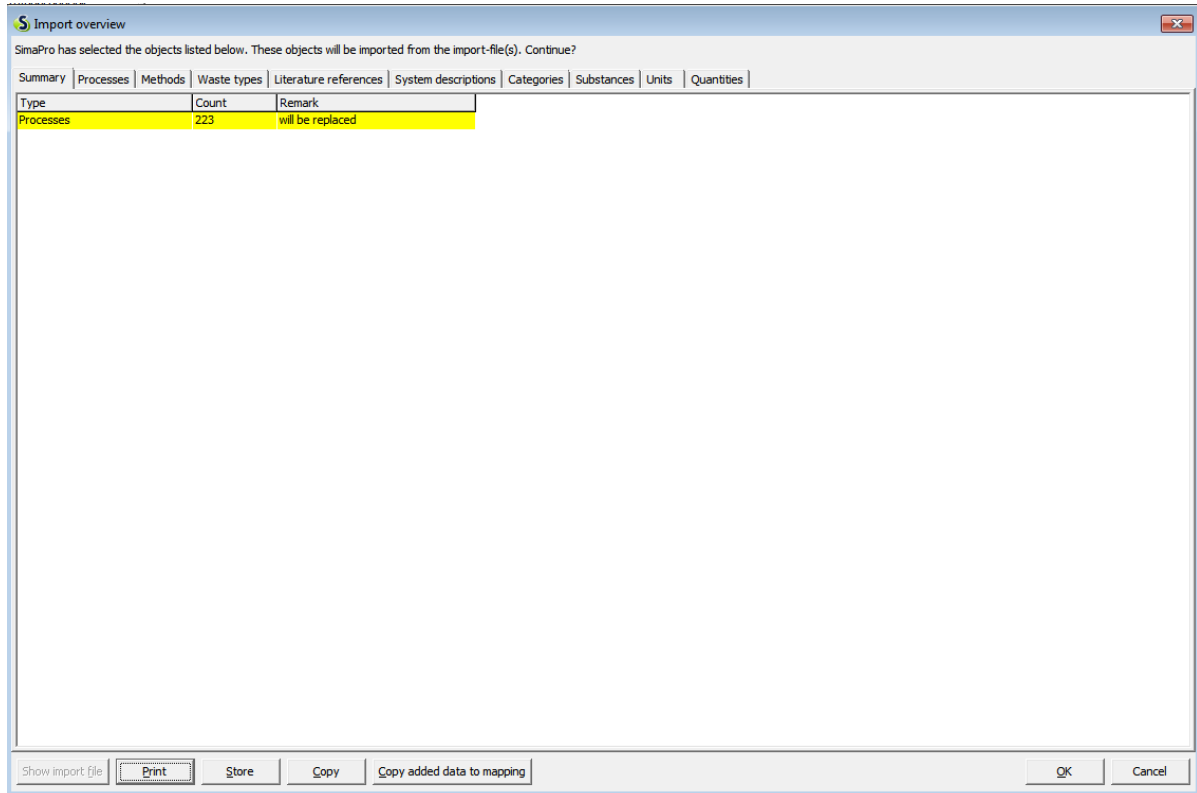 Import overview
SimaPro has selected the objects listed below. These objects will be imported from the import-file(s). Continue?
Summary Processes Methods Waste types Literature references System descriptions Categories Substances Units Quantities
Type Count Remark
Processes 223 will be replaced
Show import file Print Store Copy Copy added data to mapping OK Cancel